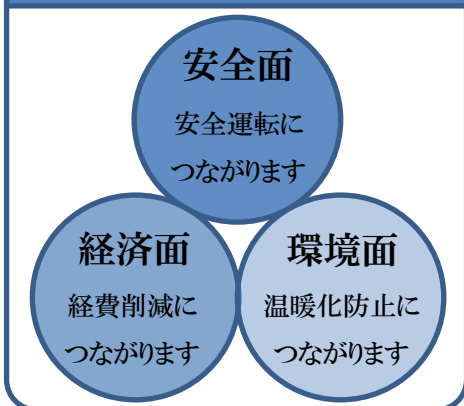 安全面
安全運転に
つながります
経済面
経費削減に
つながります
環境面
温暖化防止に
つながります